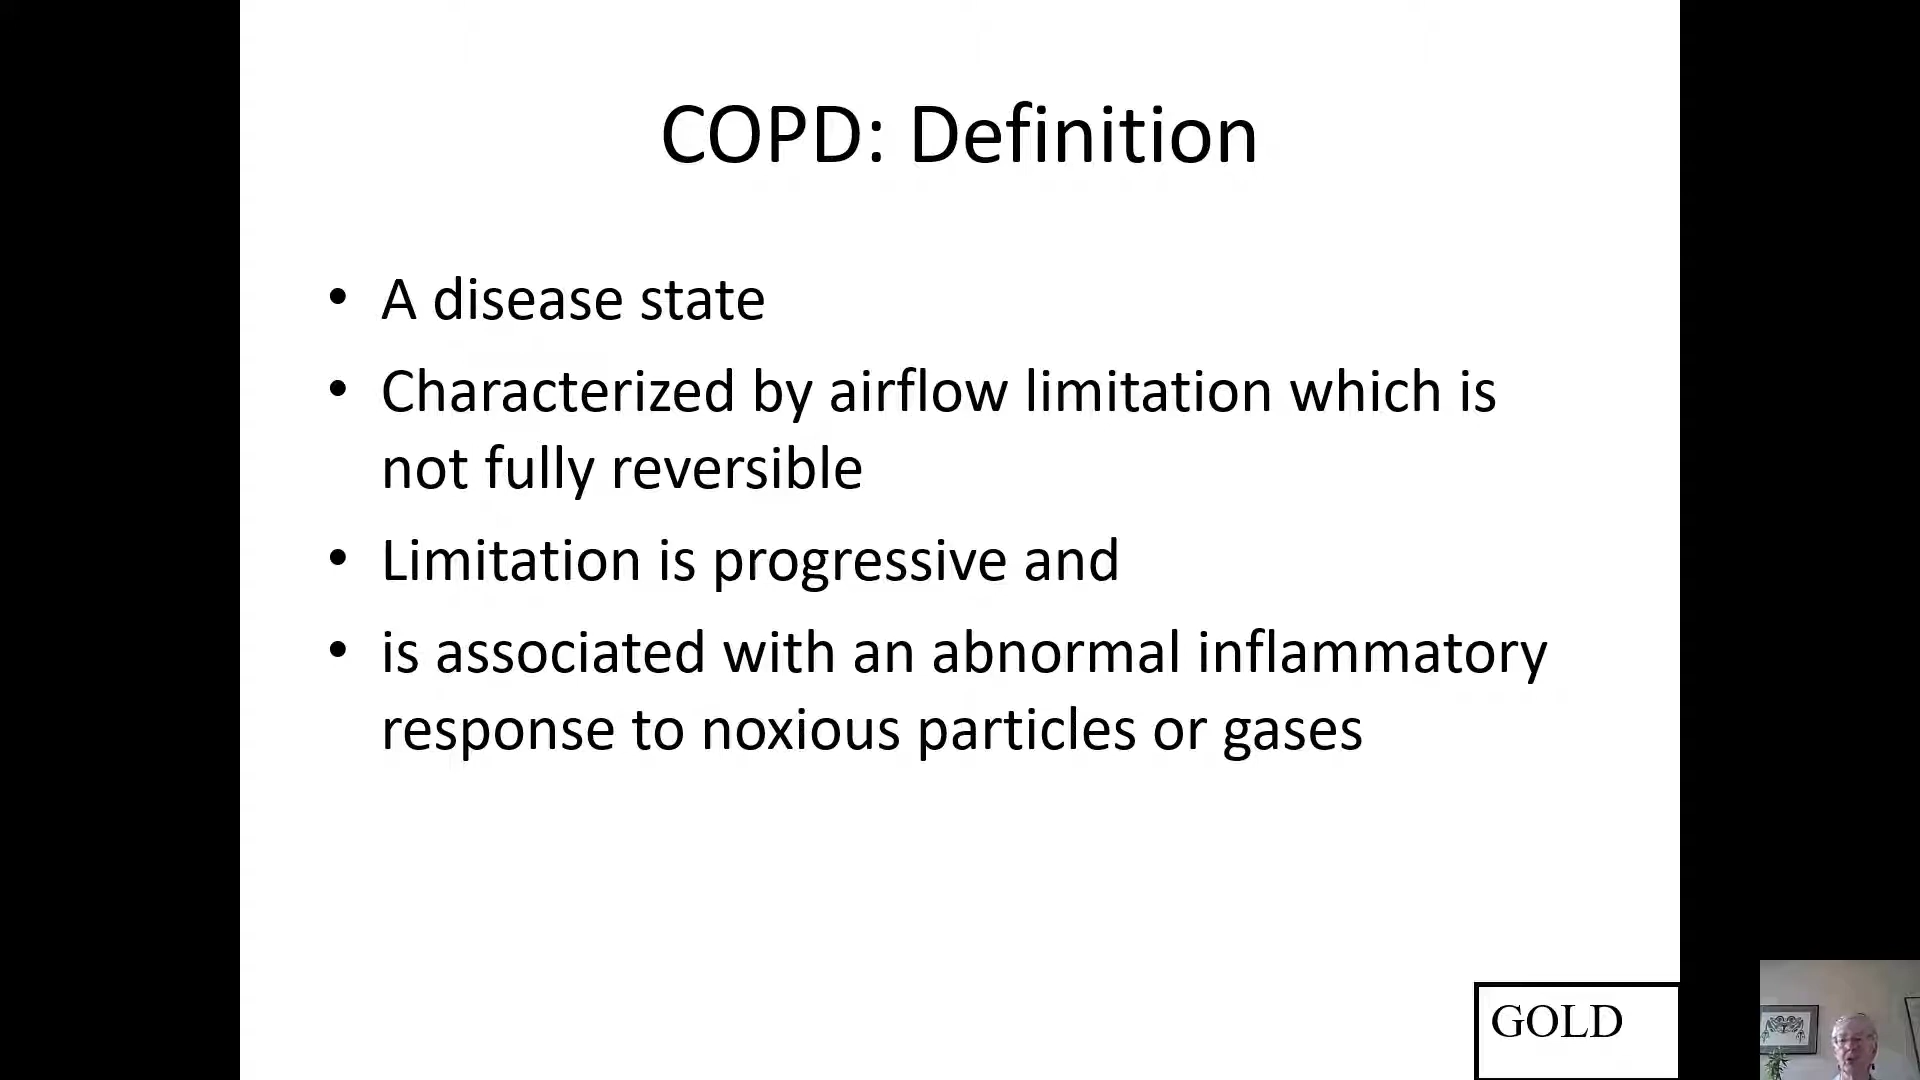 COPD: Definition
• A disease state
• Characterized by airflow limitation which is
not fully reversible
• Limitation is progressive and
• is associated with an abnormal inflammatory
response to noxious particles or gases
GOLD